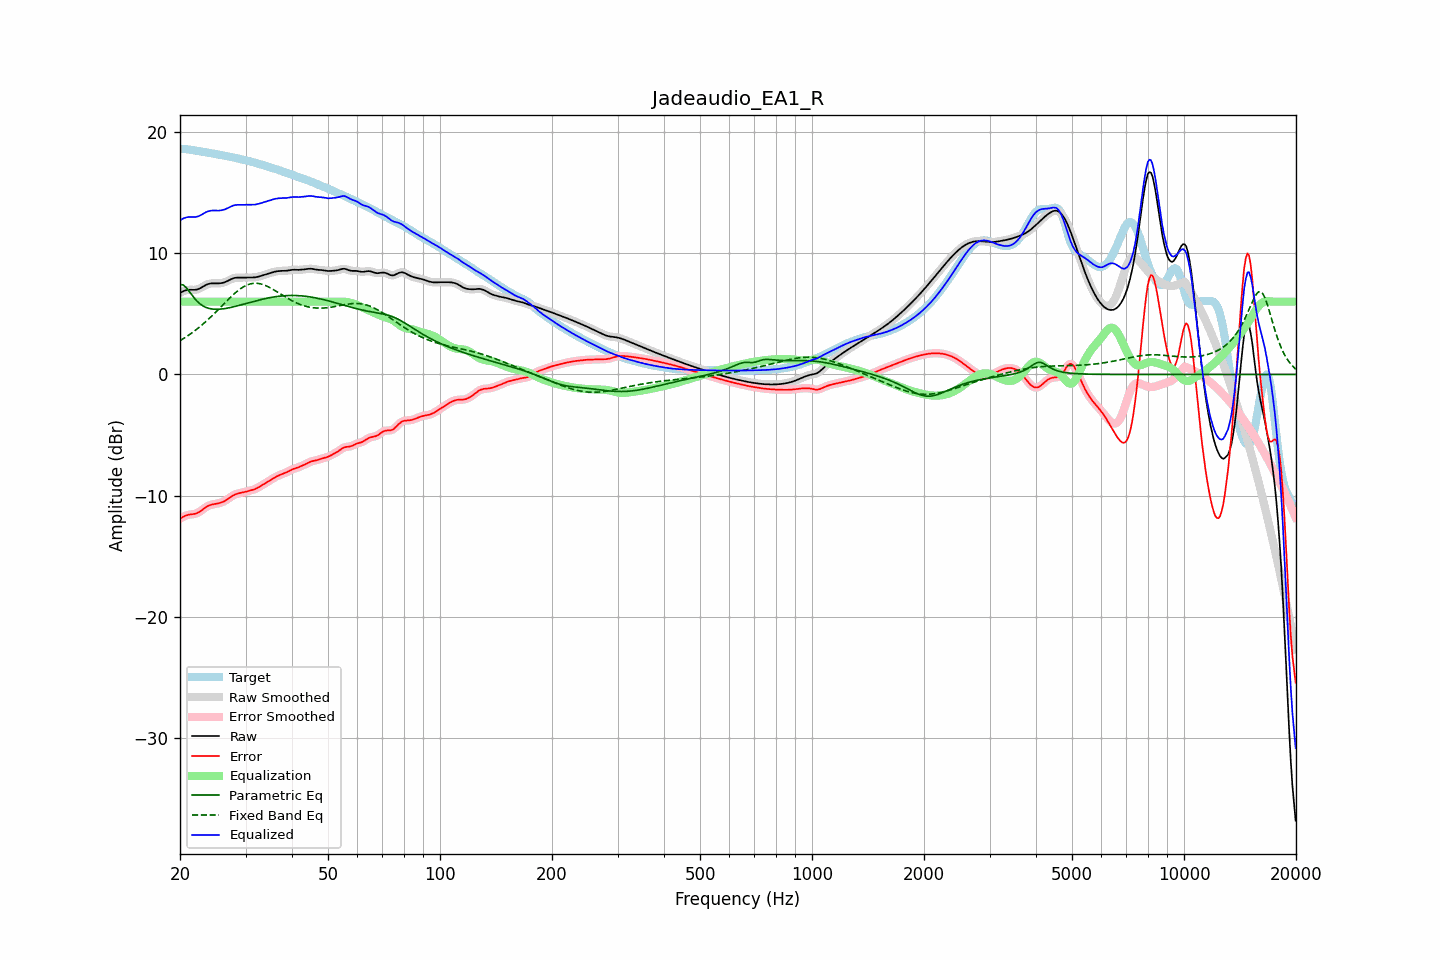 Jadeaudio_EA1_R
20
10
0
−10
−20
−30
Amplitude (dBr)
Target
Raw Smoothed
Error Smoothed
Raw
Error
Equalization
Parametric Eq
Fixed Band Eq
Equalized
20 50 100 200 500 1000 2000 5000 10000 20000
Frequency (Hz)